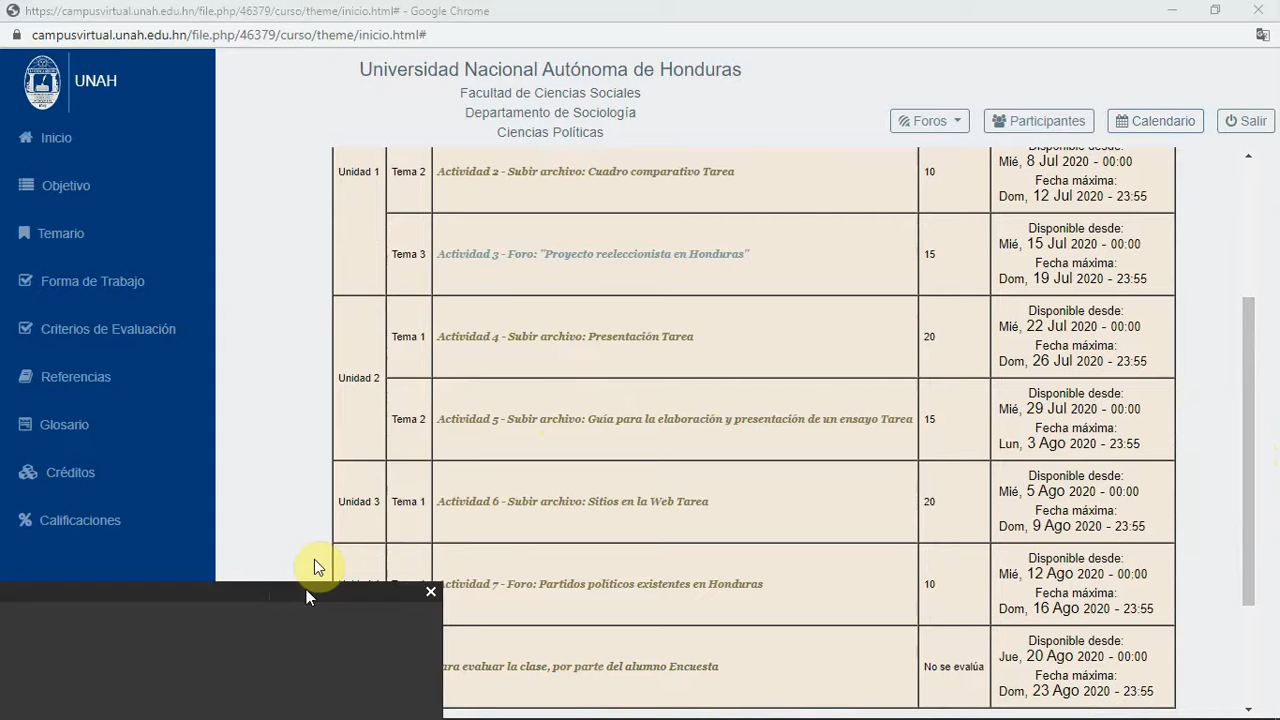 https://campusvirtual.unah.edu.hn/file.php/46379/curso/theme/inicio.html# - Google Chrome
campusvirtual.unah.edu.hn/file.php/46379/curso/theme/inicio.html#
UNAH
Inicio
Objetivo
Temario
Forma de Trabajo
Criterios de Evaluación
Referencias
Glosario
Créditos
Calificaciones
Universidad Nacional Autónoma de Honduras
Facultad de Ciencias Sociales
Departamento de Sociología
Ciencias Políticas
Foros
Participantes
Calendario
Salir
Unidad 1
Tema 2
Actividad 2 - Subir archivo: Cuadro comparativo Tarea
10
Disponible desde:
Mié, 8 Jul 2020 - 00:00
Fecha máxima:
Dom, 12 Jul 2020 - 23:55
Tema 3
Actividad 3 - Foro: "Proyecto reeleccionista en Honduras"
15
Disponible desde:
Mié, 15 Jul 2020 - 00:00
Fecha máxima:
Dom, 19 Jul 2020 - 23:55
Unidad 2
Tema 1
Actividad 4 - Subir archivo: Presentación Tarea
20
Disponible desde:
Mié, 22 Jul 2020 - 00:00
Fecha máxima:
Dom, 26 Jul 2020 - 23:55
Tema 2
Actividad 5 - Subir archivo: Guía para la elaboración y presentación de un ensayo Tarea
15
Disponible desde:
Mié, 29 Jul 2020 - 00:00
Fecha máxima:
Lun, 3 Ago 2020 - 23:55
Unidad 3
Tema 1
Actividad 6 - Subir archivo: Sitios en la Web Tarea
20
Disponible desde:
Mié, 5 Ago 2020 - 00:00
Fecha máxima:
Dom, 9 Ago 2020 - 23:55
ctividad 7 - Foro: Partidos políticos existentes en Honduras
10
Disponible desde:
Mié, 12 Ago 2020 - 00:00
Fecha máxima:
Dom, 16 Ago 2020 - 23:55
ara evaluar la clase, por parte del alumno Encuesta
No se evalúa
Disponible desde:
Jue, 20 Ago 2020 - 00:00
Fecha máxima:
Dom, 23 Ago 2020 - 23:55